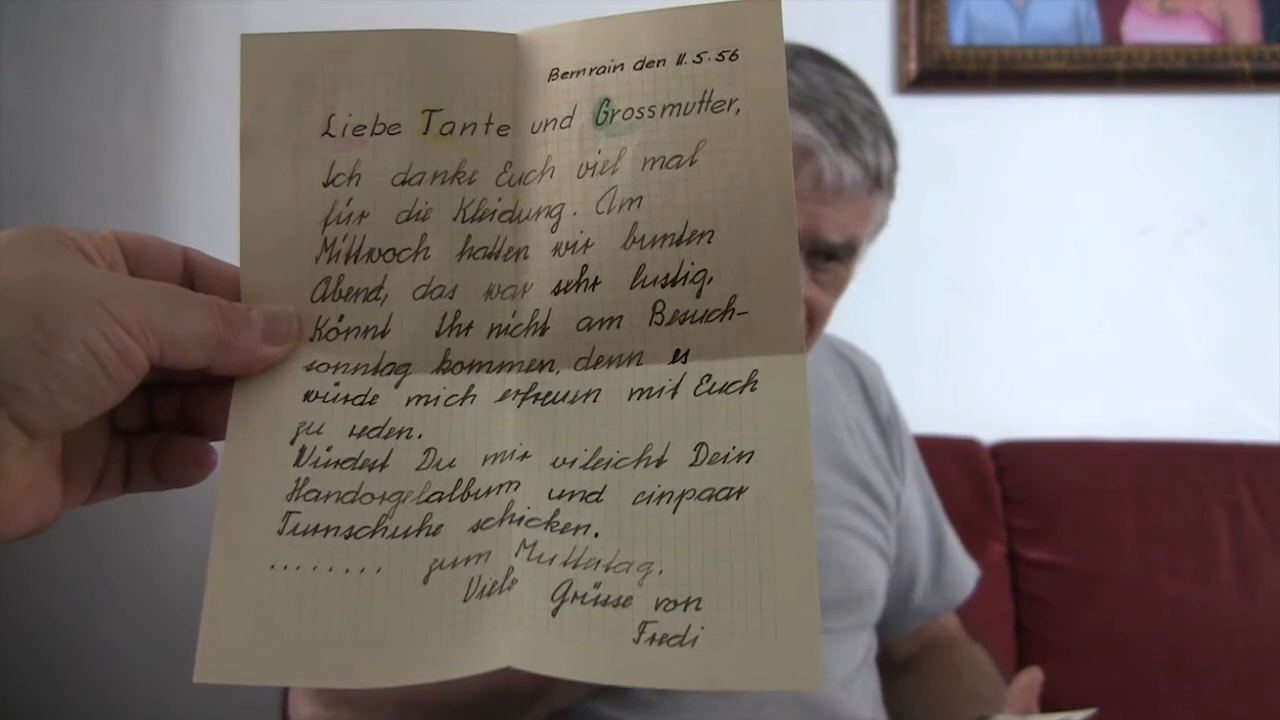 Bernrain den 11.5.56
Liebe Tante und Grossmutter,
Ich danke Euch viel mal
für die Kleidung. Am
Mittwoch hatten wir bunten
Abend, das war sehr lustig.
Könnt Ihr nicht am Besuch-
sonntag kommen, denn es
würde mich erfreuen mit Euch
zu reden.
Würdest Du mir vileicht Dein
Handorgelalbum und einpaar
Turnschuhe schicken.
........ zum Muttatag.
Viele Grüsse von
Fredi